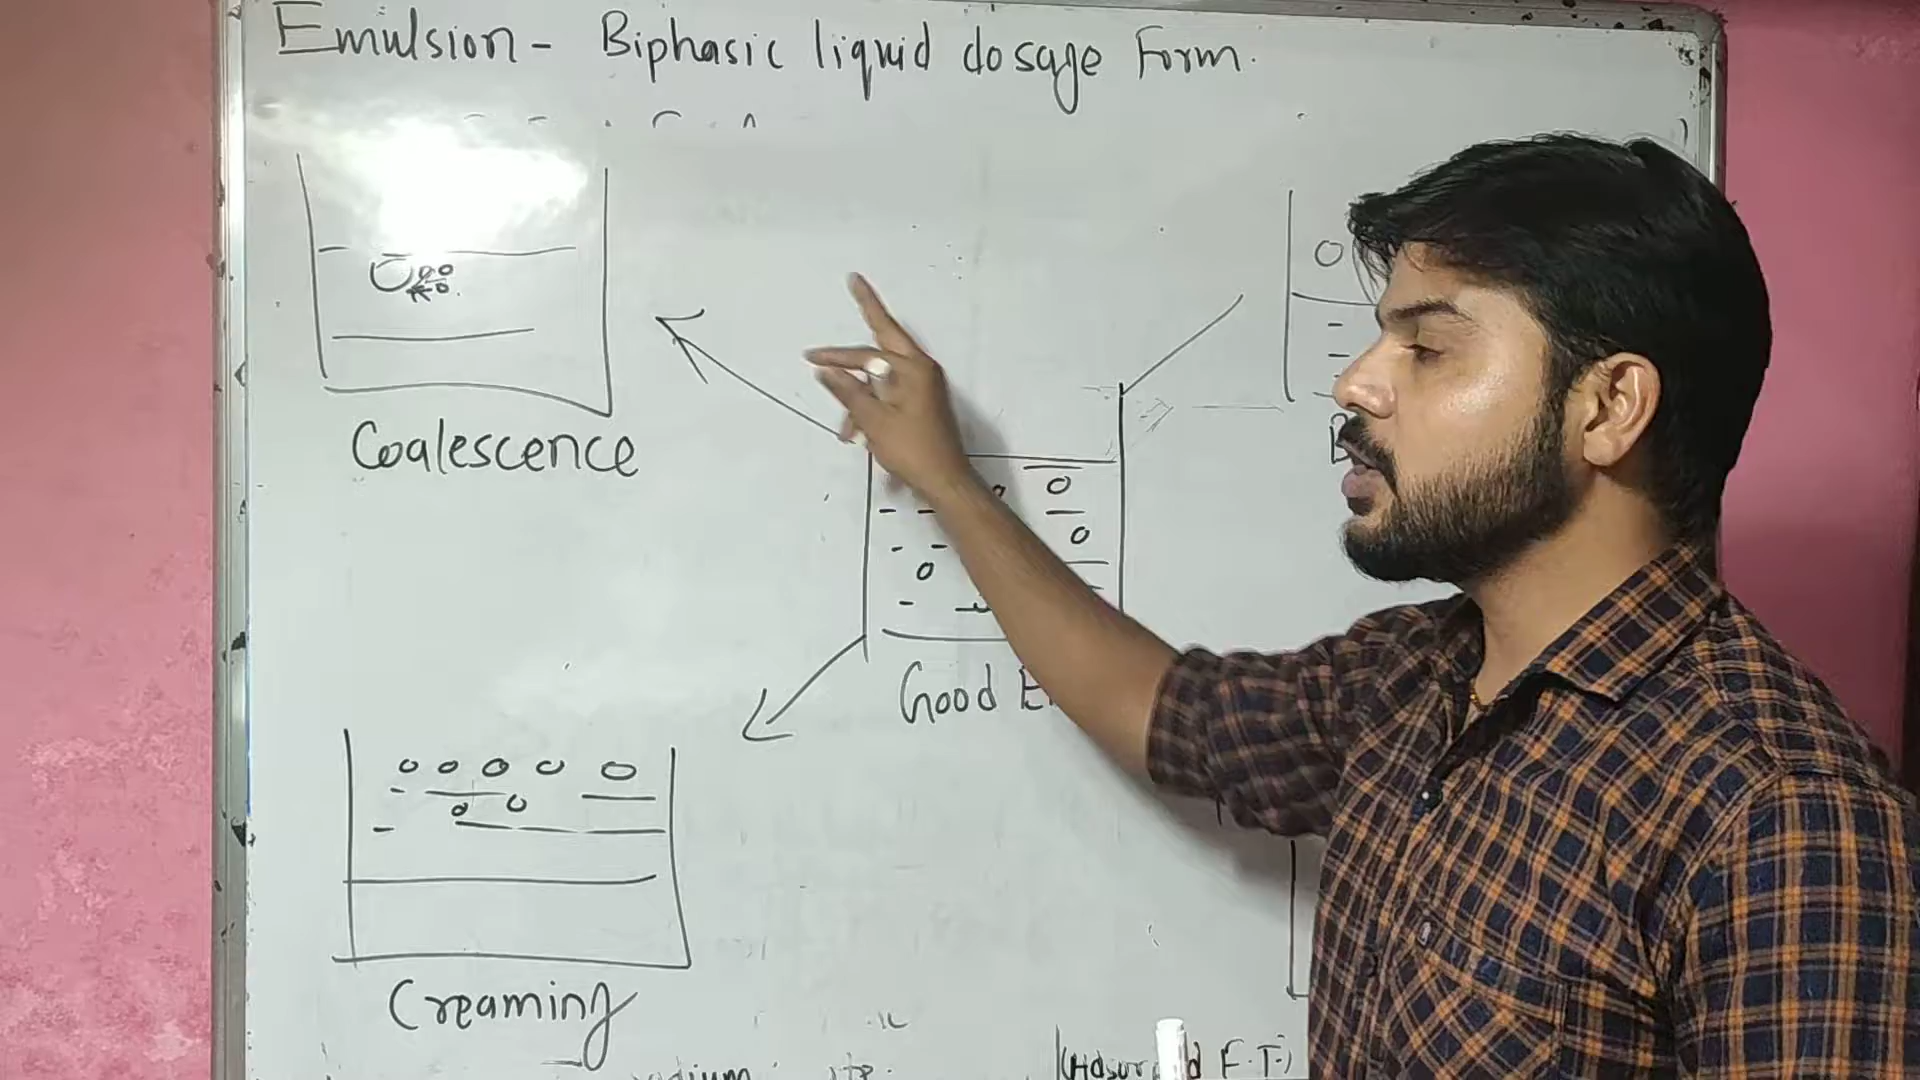 Emulsion - Biphasic liquid dosage Form.
Coalescence
Good
Creaming
F.T.)